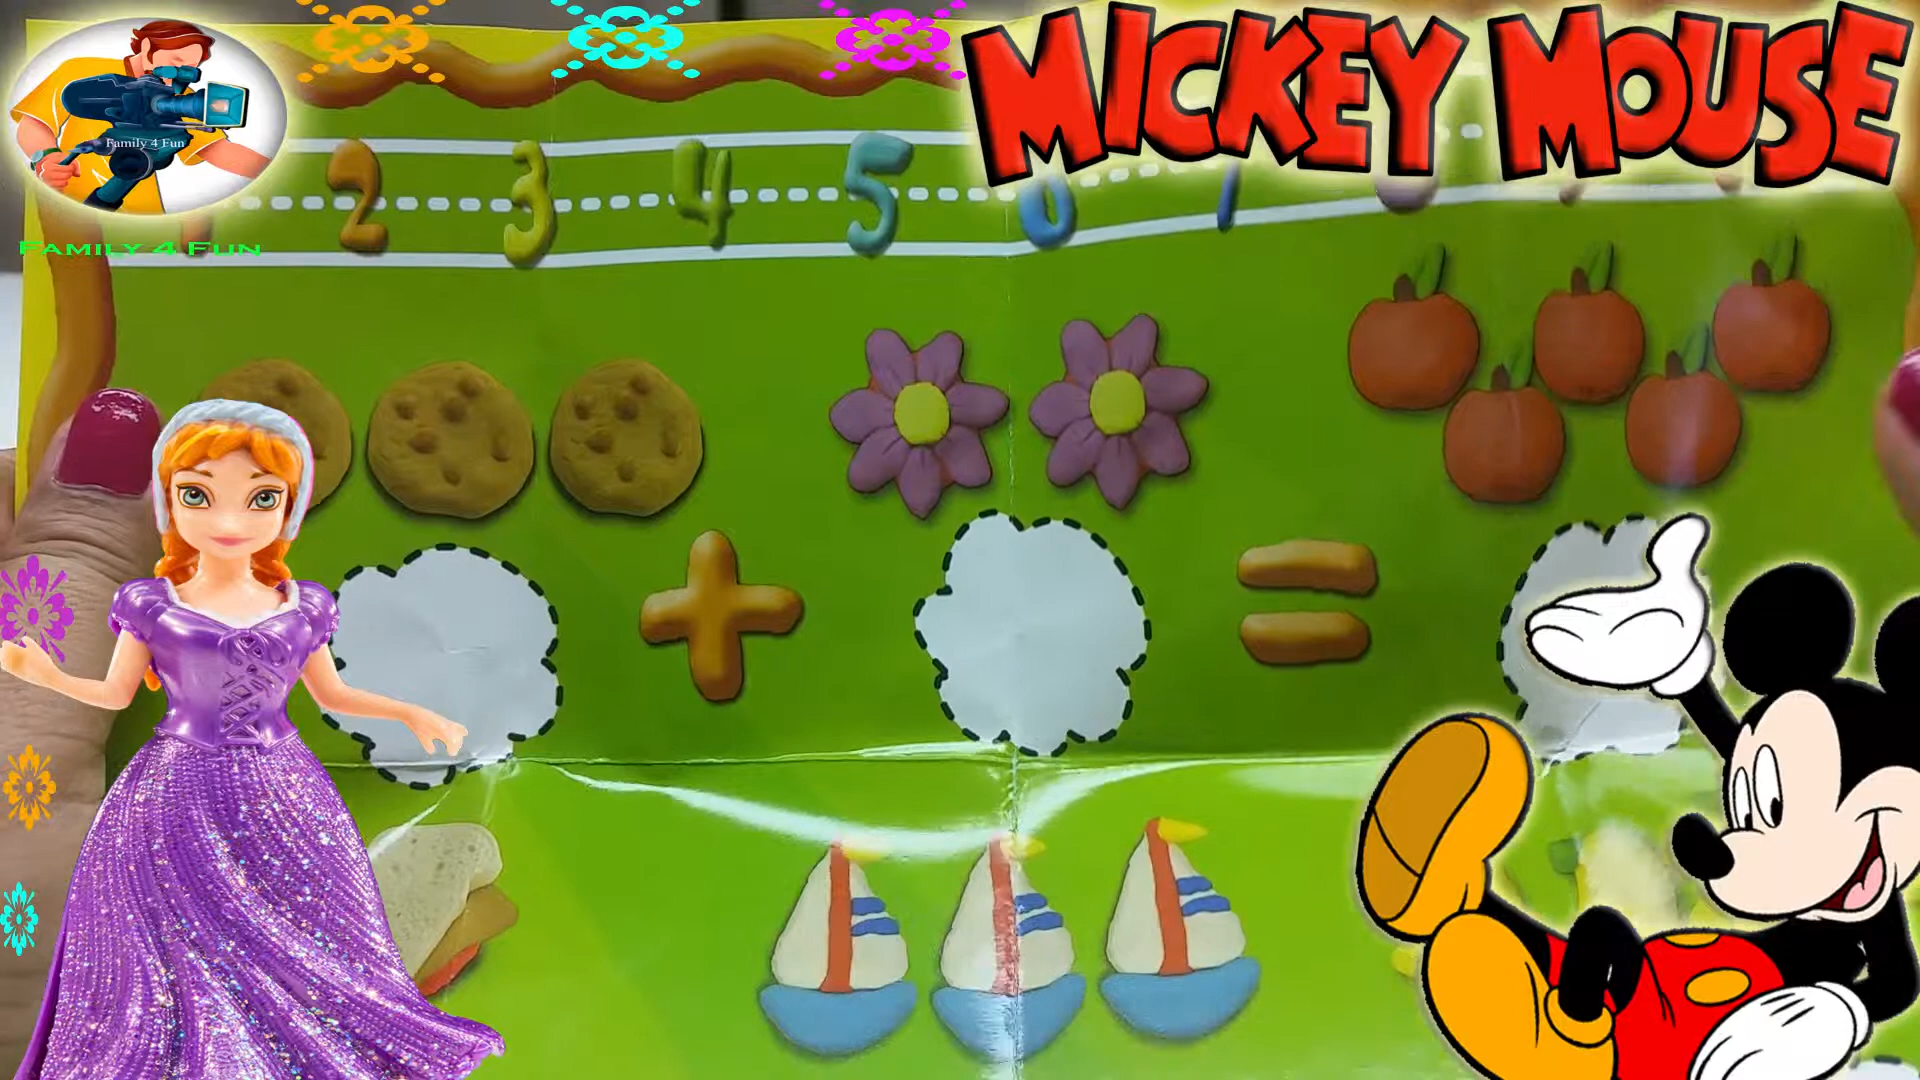 MICKEY MOUSE
Family 4 Fun
FAMILY 4 FUN
2 3 4 5
+ =